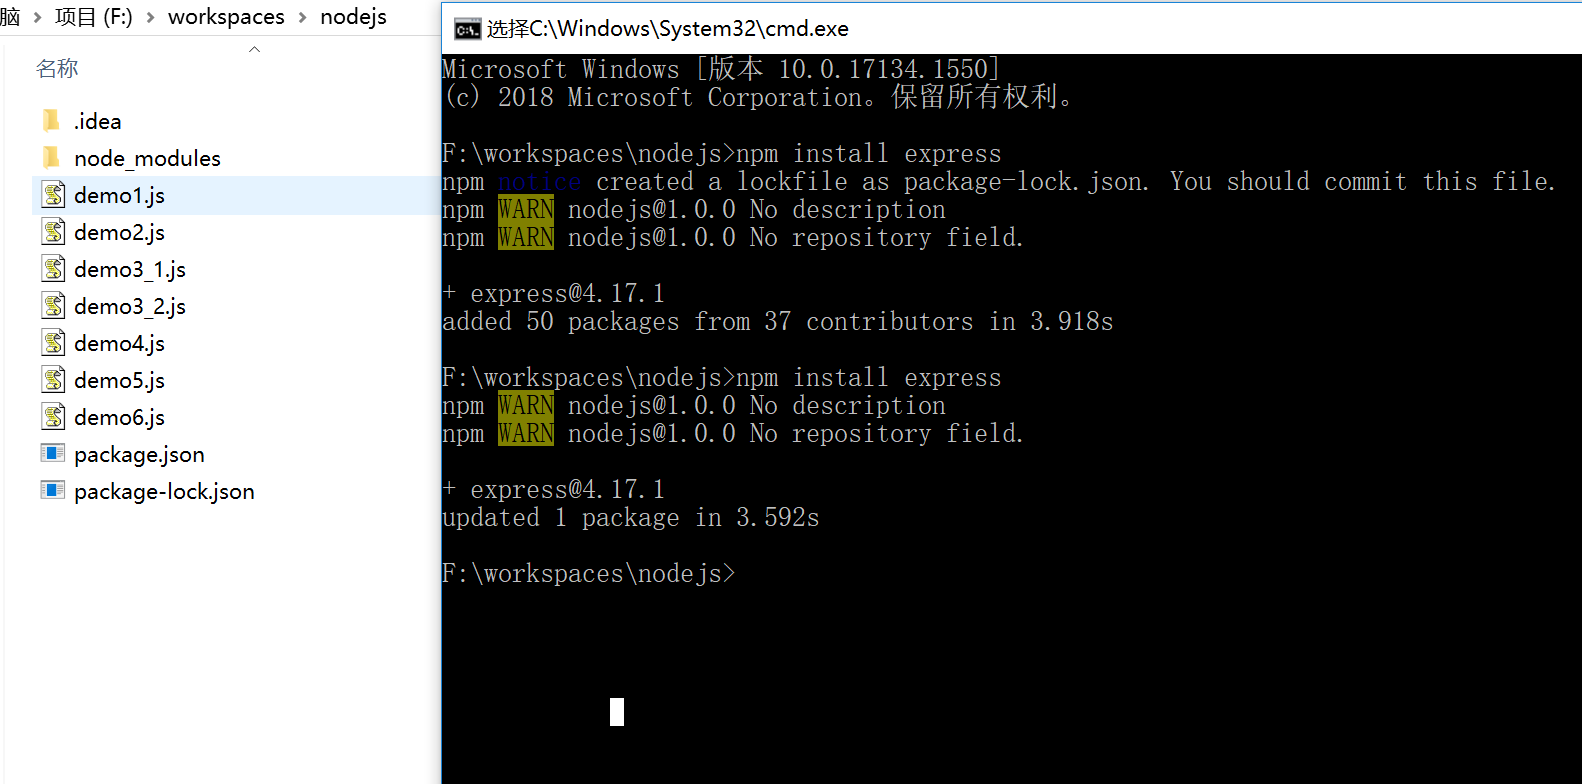 脑 > 项目 (F:) > workspaces > nodejs
名称
.idea
node_modules
demo1.js
demo2.js
demo3_1.js
demo3_2.js
demo4.js
demo5.js
demo6.js
package.json
package-lock.json
选择C:\Windows\System32\cmd.exe
Microsoft Windows [版本 10.0.17134.1550]
(c) 2018 Microsoft Corporation。保留所有权利。
F:\workspaces\nodejs>npm install express
npm notice created a lockfile as package-lock.json. You should commit this file.
npm WARN nodejs@1.0.0 No description
npm WARN nodejs@1.0.0 No repository field.
+ express@4.17.1
added 50 packages from 37 contributors in 3.918s
F:\workspaces\nodejs>npm install express
npm WARN nodejs@1.0.0 No description
npm WARN nodejs@1.0.0 No repository field.
+ express@4.17.1
updated 1 package in 3.592s
F:\workspaces\nodejs>